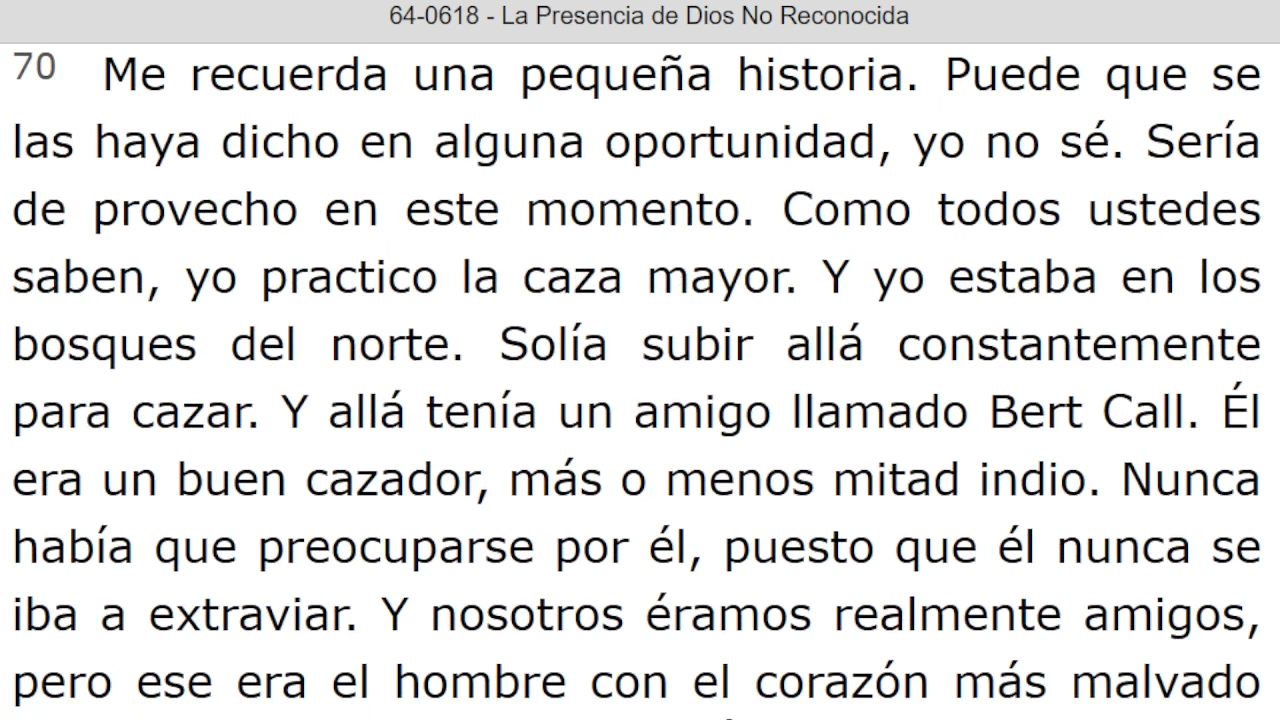 64-0618 - La Presencia de Dios No Reconocida
70 Me recuerda una pequeña historia. Puede que se
las haya dicho en alguna oportunidad, yo no sé. Sería
de provecho en este momento. Como todos ustedes
saben, yo practico la caza mayor. Y yo estaba en los
bosques del norte. Solía subir allá constantemente
para cazar. Y allá tenía un amigo llamado Bert Call. Él
era un buen cazador, más o menos mitad indio. Nunca
había que preocuparse por él, puesto que él nunca se
iba a extraviar. Y nosotros éramos realmente amigos,
pero ese era el hombre con el corazón más malvado